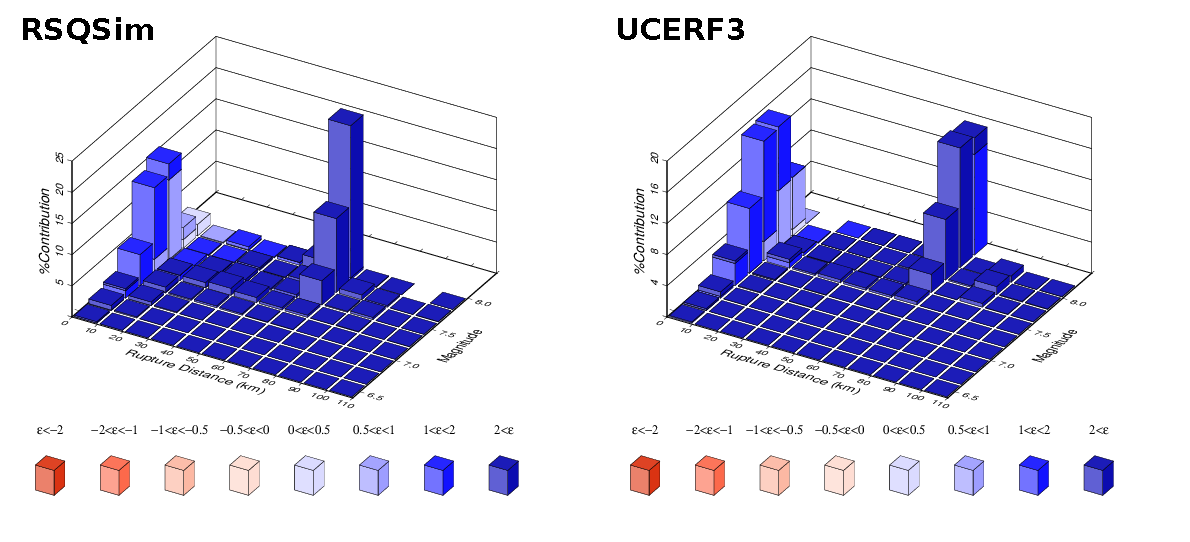 RSQSim
UCERF3
%Contribution
25
20
15
10
5
0
10
20
30
40
50
60
70
80
90
100
110
Rupture Distance (km)
6.5
7.0
7.5
8.0
Magnitude
ε<−2
−2<ε<−1
−1<ε<−0.5
−0.5<ε<0
0<ε<0.5
0.5<ε<1
1<ε<2
2<ε
%Contribution
20
16
12
8
4
0
10
20
30
40
50
60
70
80
90
100
110
Rupture Distance (km)
6.5
7.0
7.5
8.0
Magnitude
ε<−2
−2<ε<−1
−1<ε<−0.5
−0.5<ε<0
0<ε<0.5
0.5<ε<1
1<ε<2
2<ε